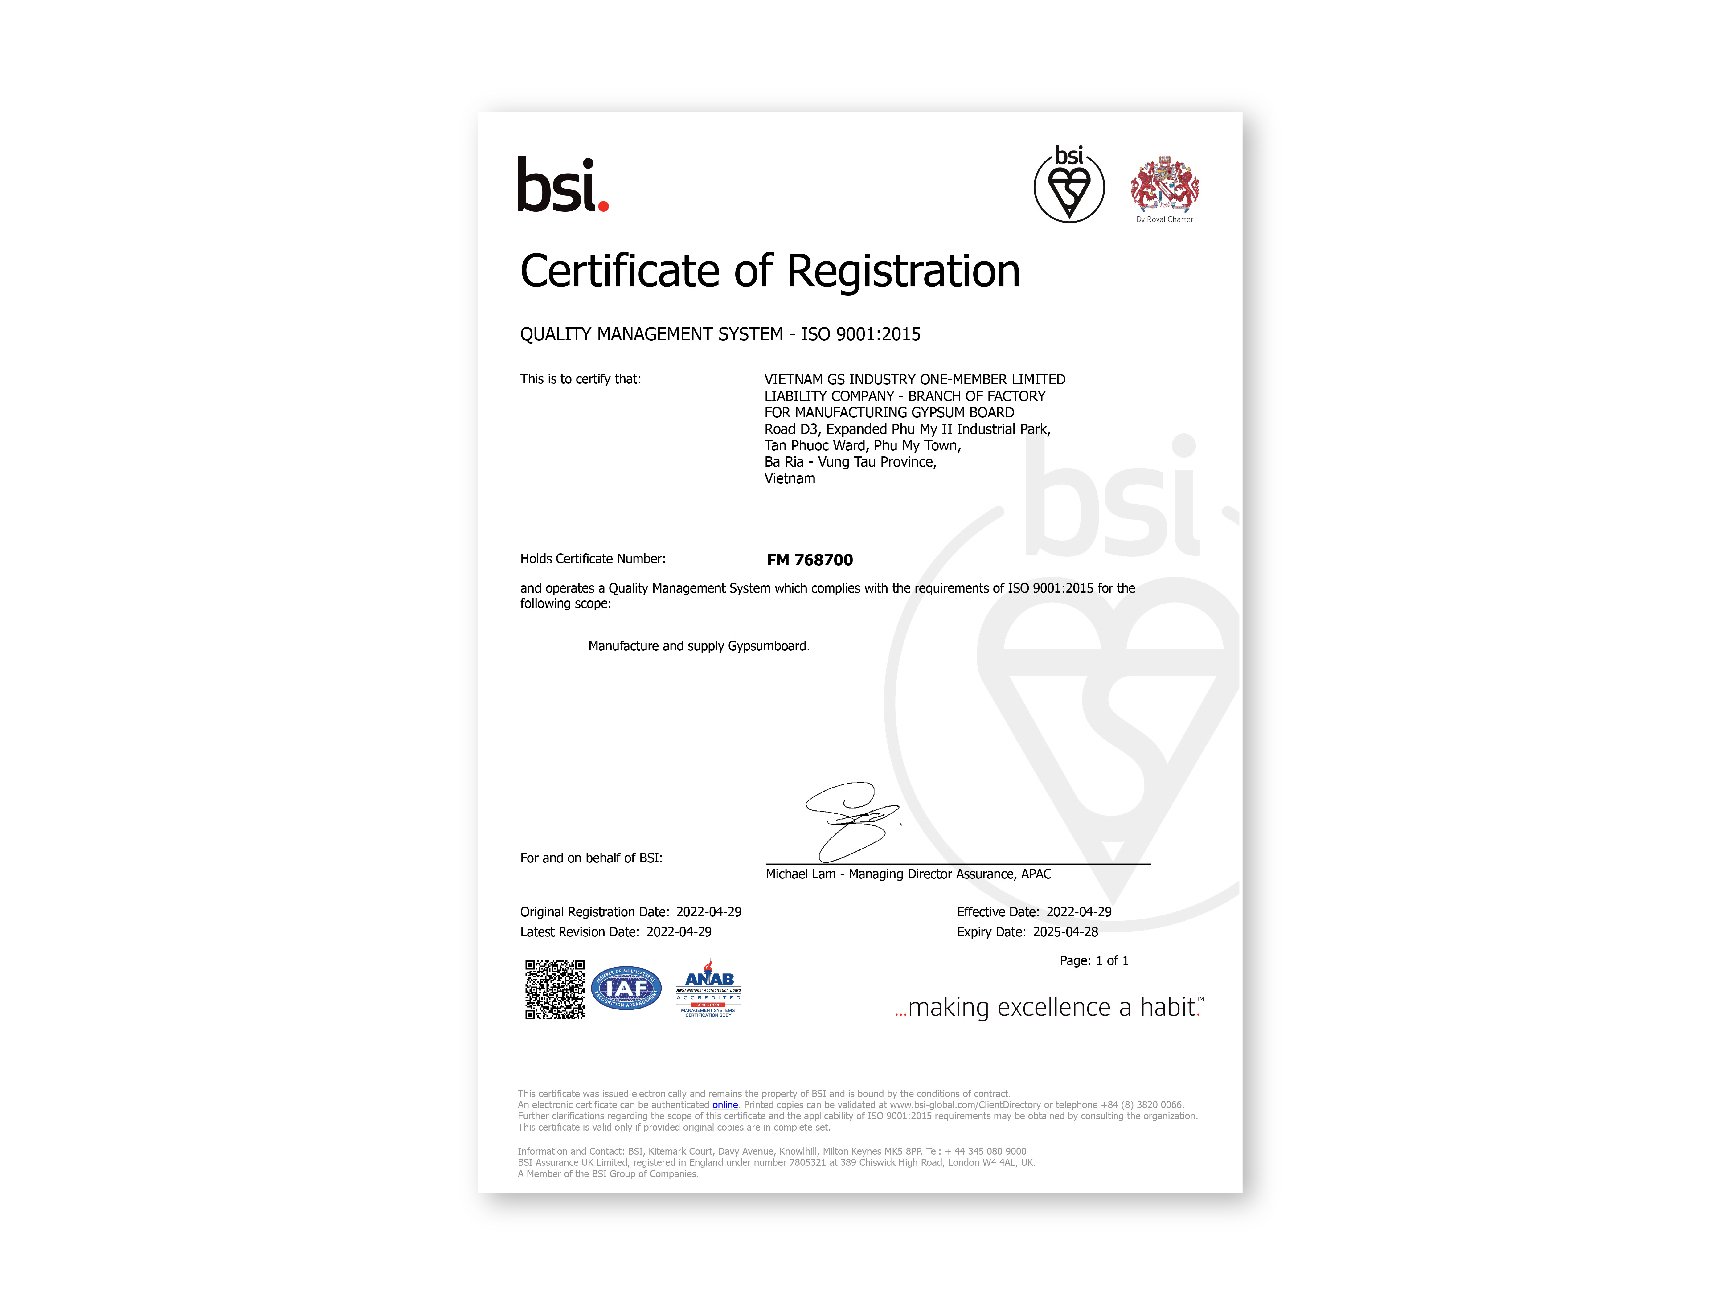 bsi.
bsi
By Royal Charter
Certificate of Registration
QUALITY MANAGEMENT SYSTEM - ISO 9001:2015
This is to certify that:
VIETNAM GS INDUSTRY ONE-MEMBER LIMITED
LIABILITY COMPANY - BRANCH OF FACTORY
FOR MANUFACTURING GYPSUM BOARD
Road D3, Expanded Phu My II Industrial Park,
Tan Phuoc Ward, Phu My Town,
Ba Ria - Vung Tau Province,
Vietnam
bsi
Holds Certificate Number:
FM 768700
and operates a Quality Management System which complies with the requirements of ISO 9001:2015 for the
following scope:
Manufacture and supply Gypsumboard.
For and on behalf of BSI:
Michael Lam - Managing Director Assurance, APAC
Original Registration Date: 2022-04-29
Effective Date: 2022-04-29
Latest Revision Date: 2022-04-29
Expiry Date: 2025-04-28
Page: 1 of 1
IAF
ANAB
ACCREDITED
MANAGEMENT SYSTEMS
CERTIFICATION BODY
...making excellence a habit.™
This certificate was issued electronically and remains the property of BSI and is bound by the conditions of contract.
An electronic certificate can be authenticated online. Printed copies can be validated at www.bsi-global.com/ClientDirectory or telephone +84 (8) 3820 0066.
Further clarifications regarding the scope of this certificate and the applicability of ISO 9001:2015 requirements may be obtained by consulting the organization.
This certificate is valid only if provided original copies are in complete set.
Information and Contact: BSI, Kitemark Court, Davy Avenue, Knowlhill, Milton Keynes MK5 8PP. Tel: + 44 345 080 9000
BSI Assurance UK Limited, registered in England under number 7805321 at 389 Chiswick High Road, London W4 4AL, UK.
A Member of the BSI Group of Companies.